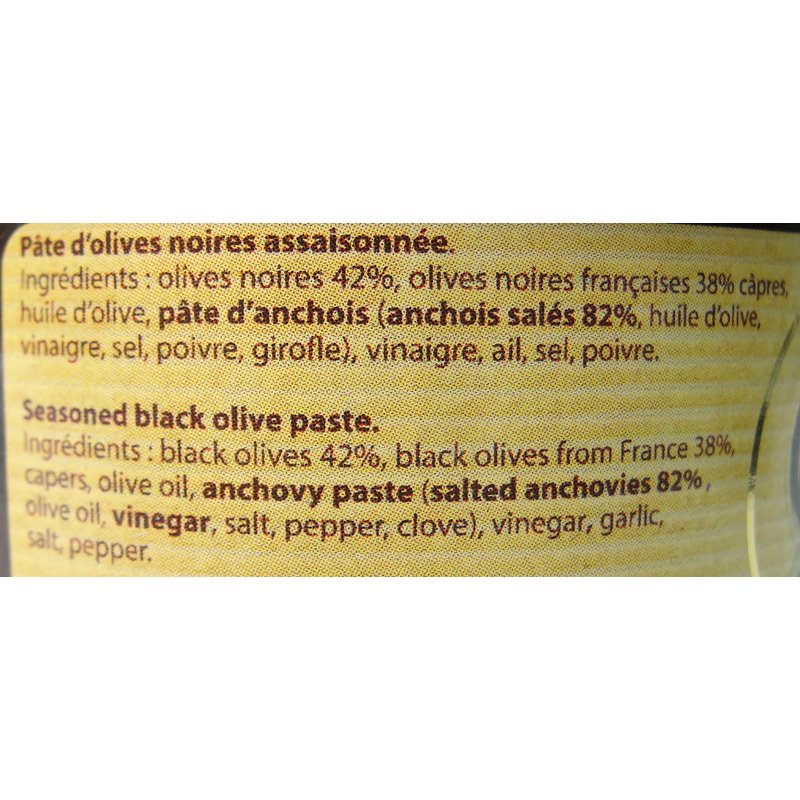 Pâte d'olives noires assaisonnée.
Ingrédients : olives noires 42%, olives noires françaises 38% câpres,
huile d'olive, pâte d'anchois (anchois salés 82%, huile d'olive,
vinaigre, sel, poivre, girofle), vinaigre, ail, sel, poivre.
Seasoned black olive paste.
Ingrédients : black olives 42%, black olives from France 38%,
capers, olive oil, anchovy paste (salted anchovies 82% ,
olive oil, vinegar, salt, pepper, clove), vinegar, garlic,
salt, pepper.